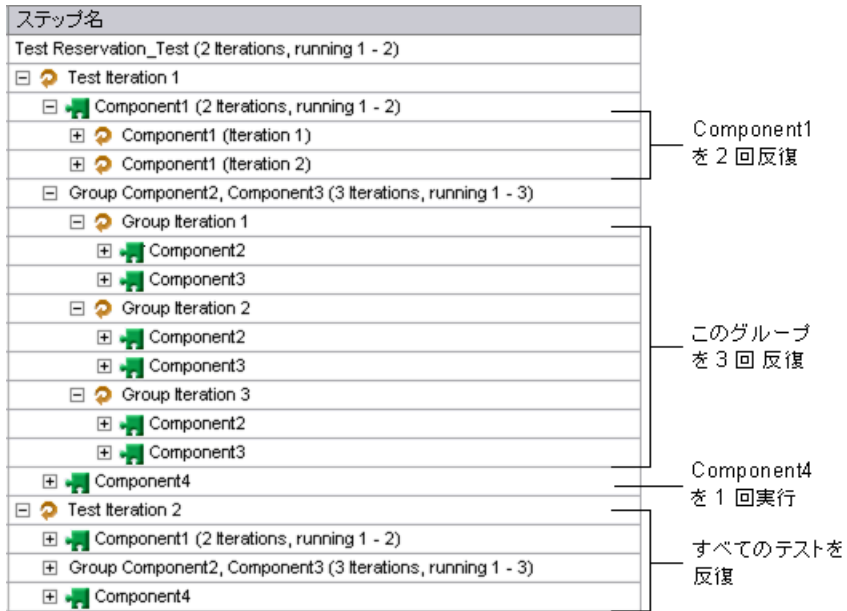 ステップ名
Test Reservation_Test (2 Iterations, running 1 - 2)
Test Iteration 1
Component1 (2 Iterations, running 1 - 2)
Component1 (Iteration 1)
Component1 (Iteration 2)
Group Component2, Component3 (3 Iterations, running 1 - 3)
Group Iteration 1
Component2
Component3
Group Iteration 2
Component2
Component3
Group Iteration 3
Component2
Component3
Component4
Test Iteration 2
Component1 (2 Iterations, running 1 - 2)
Group Component2, Component3 (3 Iterations, running 1 - 3)
Component4
Component1
を 2 回反復
このグループ
を 3 回 反復
Component4
を 1 回実行
すべてのテストを
反復